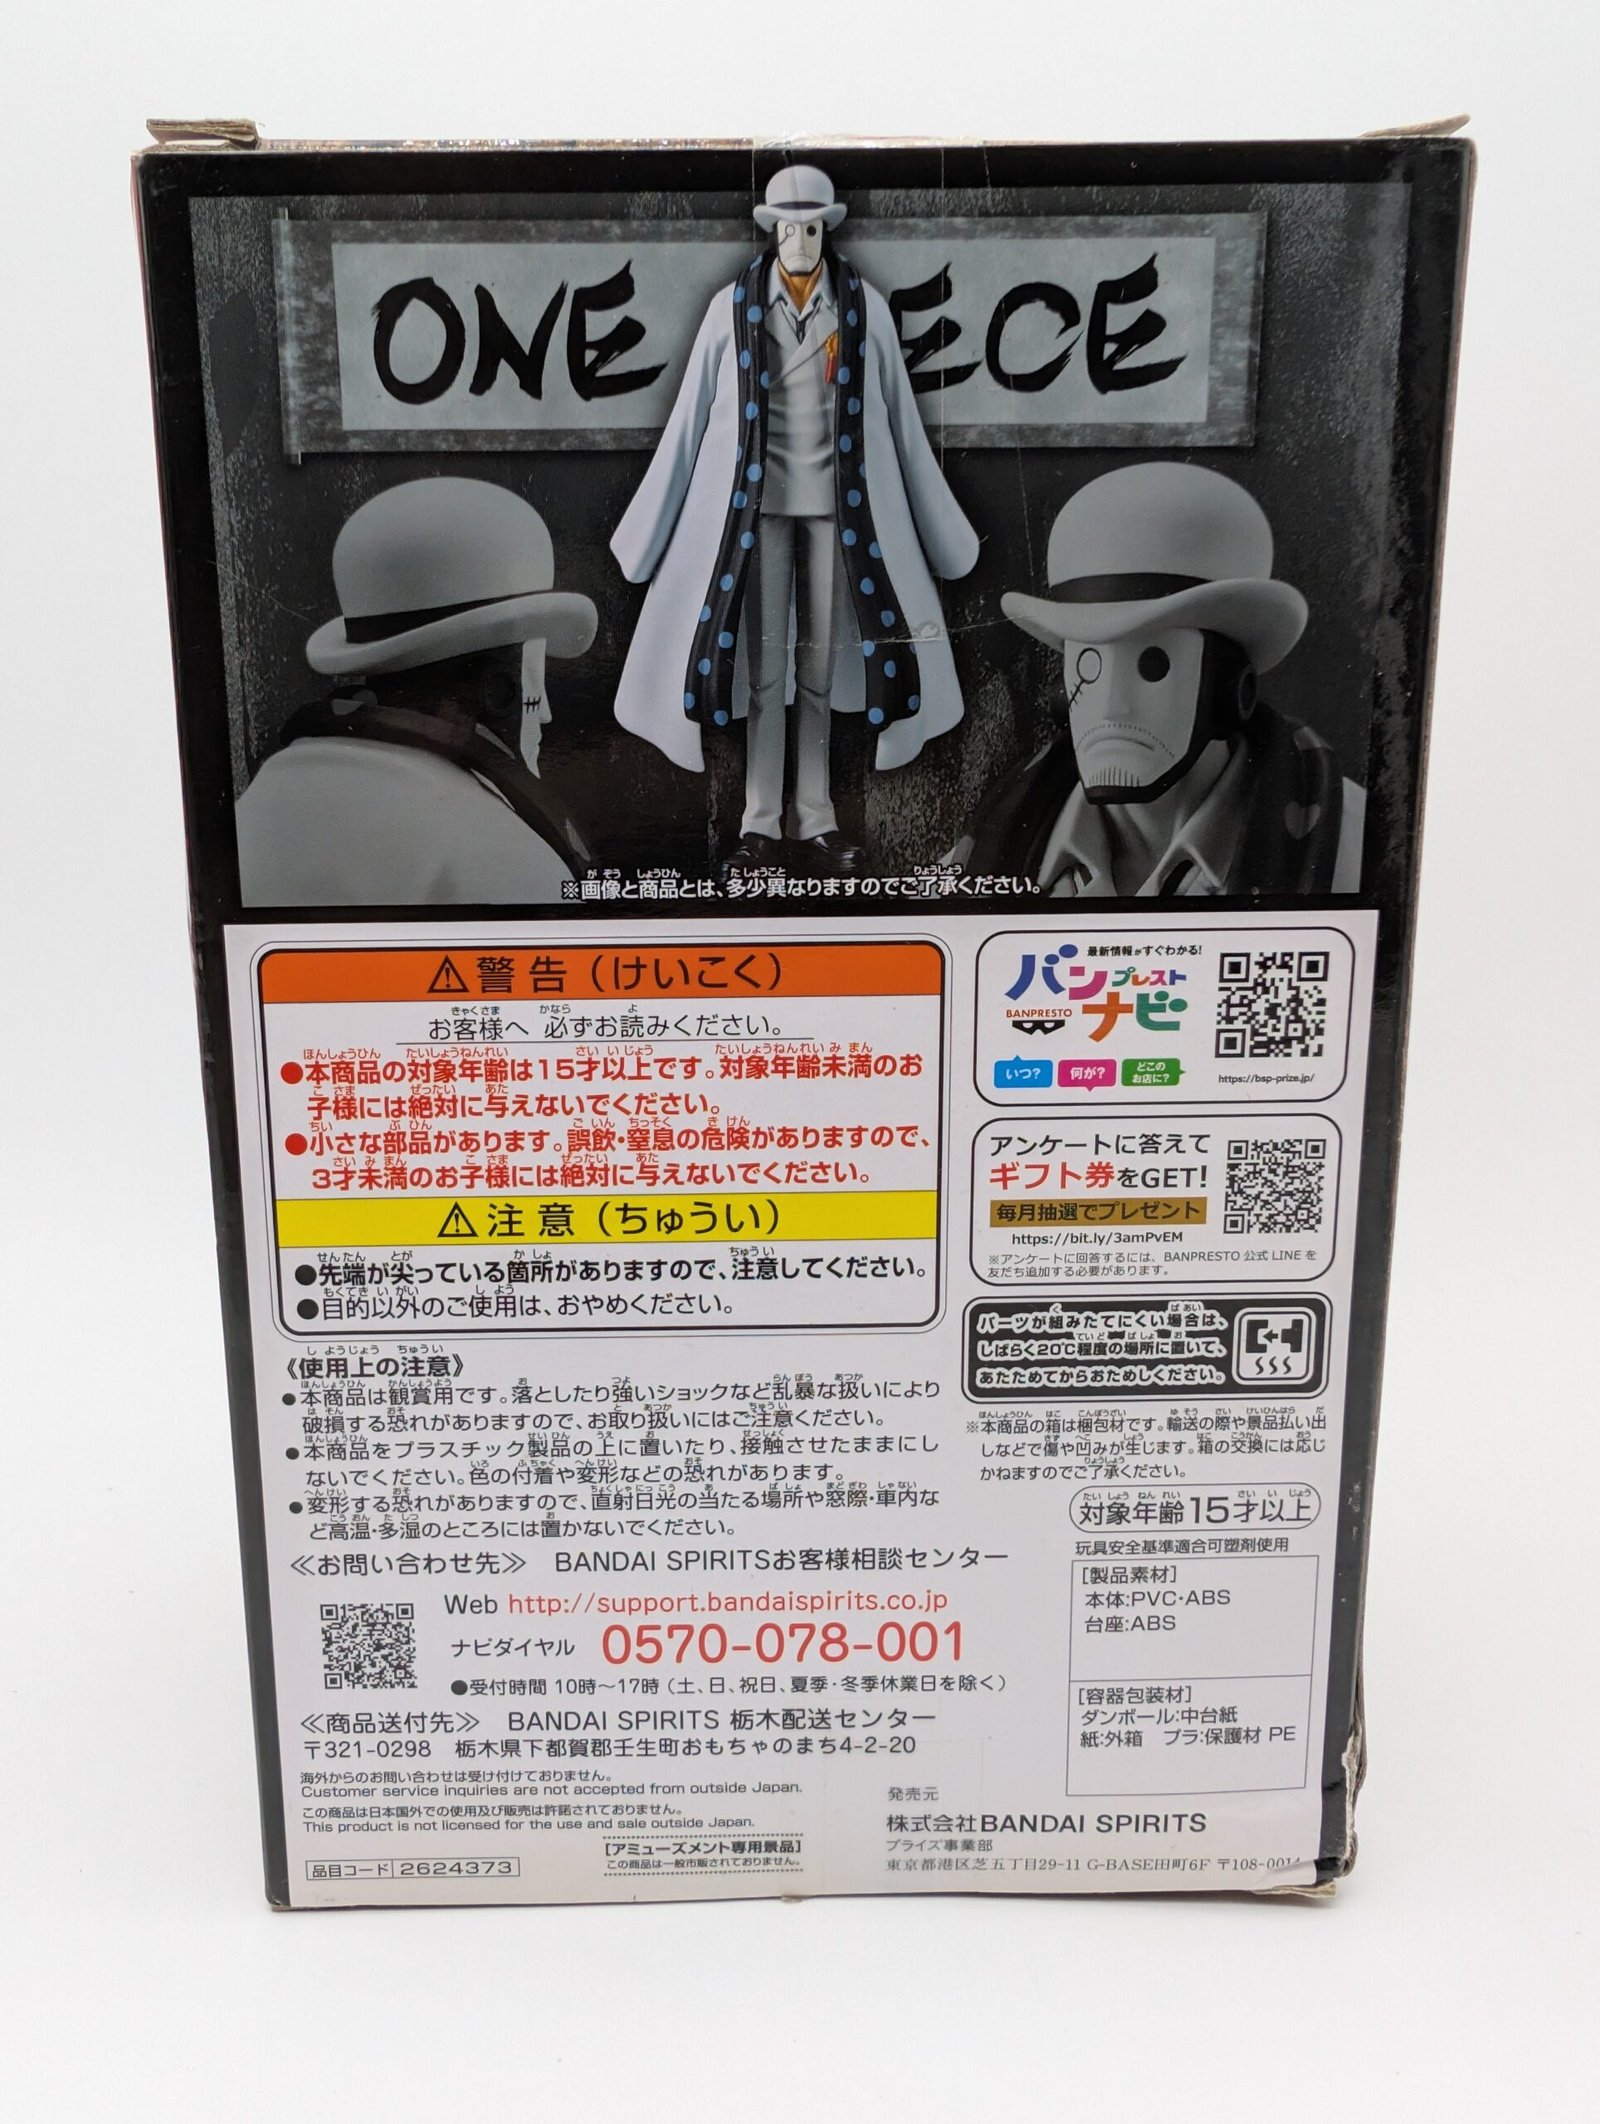 ONE PIECE
※画像と商品とは、多少異なりますのでご了承ください。
⚠警告（けいこく）
お客様へ 必ずお読みください。
●本商品の対象年齢は15才以上です。対象年齢未満のお
子様には絶対に与えないでください。
●小さな部品があります。誤飲・窒息の危険がありますので、
3才未満のお子様には絶対に与えないでください。
⚠注意（ちゅうい）
●先端が尖っている箇所がありますので、注意してください。
●目的以外のご使用は、おやめください。
《使用上の注意》
●本商品は観賞用です。落としたり強いショックなど乱暴な扱いにより
破損する恐れがありますので、お取り扱いにはご注意ください。
●本商品をプラスチック製品の上に置いたり、接触させたままにし
ないでください。色の付着や変形などの恐れがあります。
●変形する恐れがありますので、直射日光の当たる場所や窓際・車内な
ど高温・多湿のところには置かないでください。
≪お問い合わせ先≫ BANDAI SPIRITSお客様相談センター
Web http://support.bandaispirits.co.jp
ナビダイヤル 0570-078-001
●受付時間 10時～17時（土、日、祝日、夏季・冬季休業日を除く）
≪商品送付先≫ BANDAI SPIRITS 栃木配送センター
〒321-0298 栃木県下都賀郡壬生町おもちゃのまち4-2-20
海外からのお問い合わせは受け付けておりません。
Customer service inquiries are not accepted from outside Japan.
この商品は日本国外での使用及び販売は許諾されておりません。
This product is not licensed for the use and sale outside Japan.
品目コード 2624373
[アミューズメント専用景品]
この商品は一般市販されておりません。
最新情報がすぐわかる!
バンプレストナビ
BANPRESTO
いつ? 何が? どこのお店に?
https://bsp-prize.jp/
アンケートに答えて
ギフト券をGET!
毎月抽選でプレゼント
https://bit.ly/3amPvEM
※アンケートに回答するには、BANPRESTO 公式 LINE を
友だち追加する必要があります。
パーツが組みたてにくい場合は、
しばらく20℃程度の場所に置いて、
あたためてからおためしください。
※本商品の箱は梱包材です。輸送の際や景品払い出
しなどで傷や凹みが生じます。箱の交換には応じ
かねますのでご了承ください。
対象年齢15才以上
玩具安全基準適合可塑剤使用
[製品素材]
本体:PVC・ABS
台座:ABS
[容器包装材]
ダンボール:中台紙
紙:外箱 プラ:保護材 PE
発売元
株式会社BANDAI SPIRITS
プライズ事業部
東京都港区芝五丁目29-11 G-BASE田町6F 〒108-0014